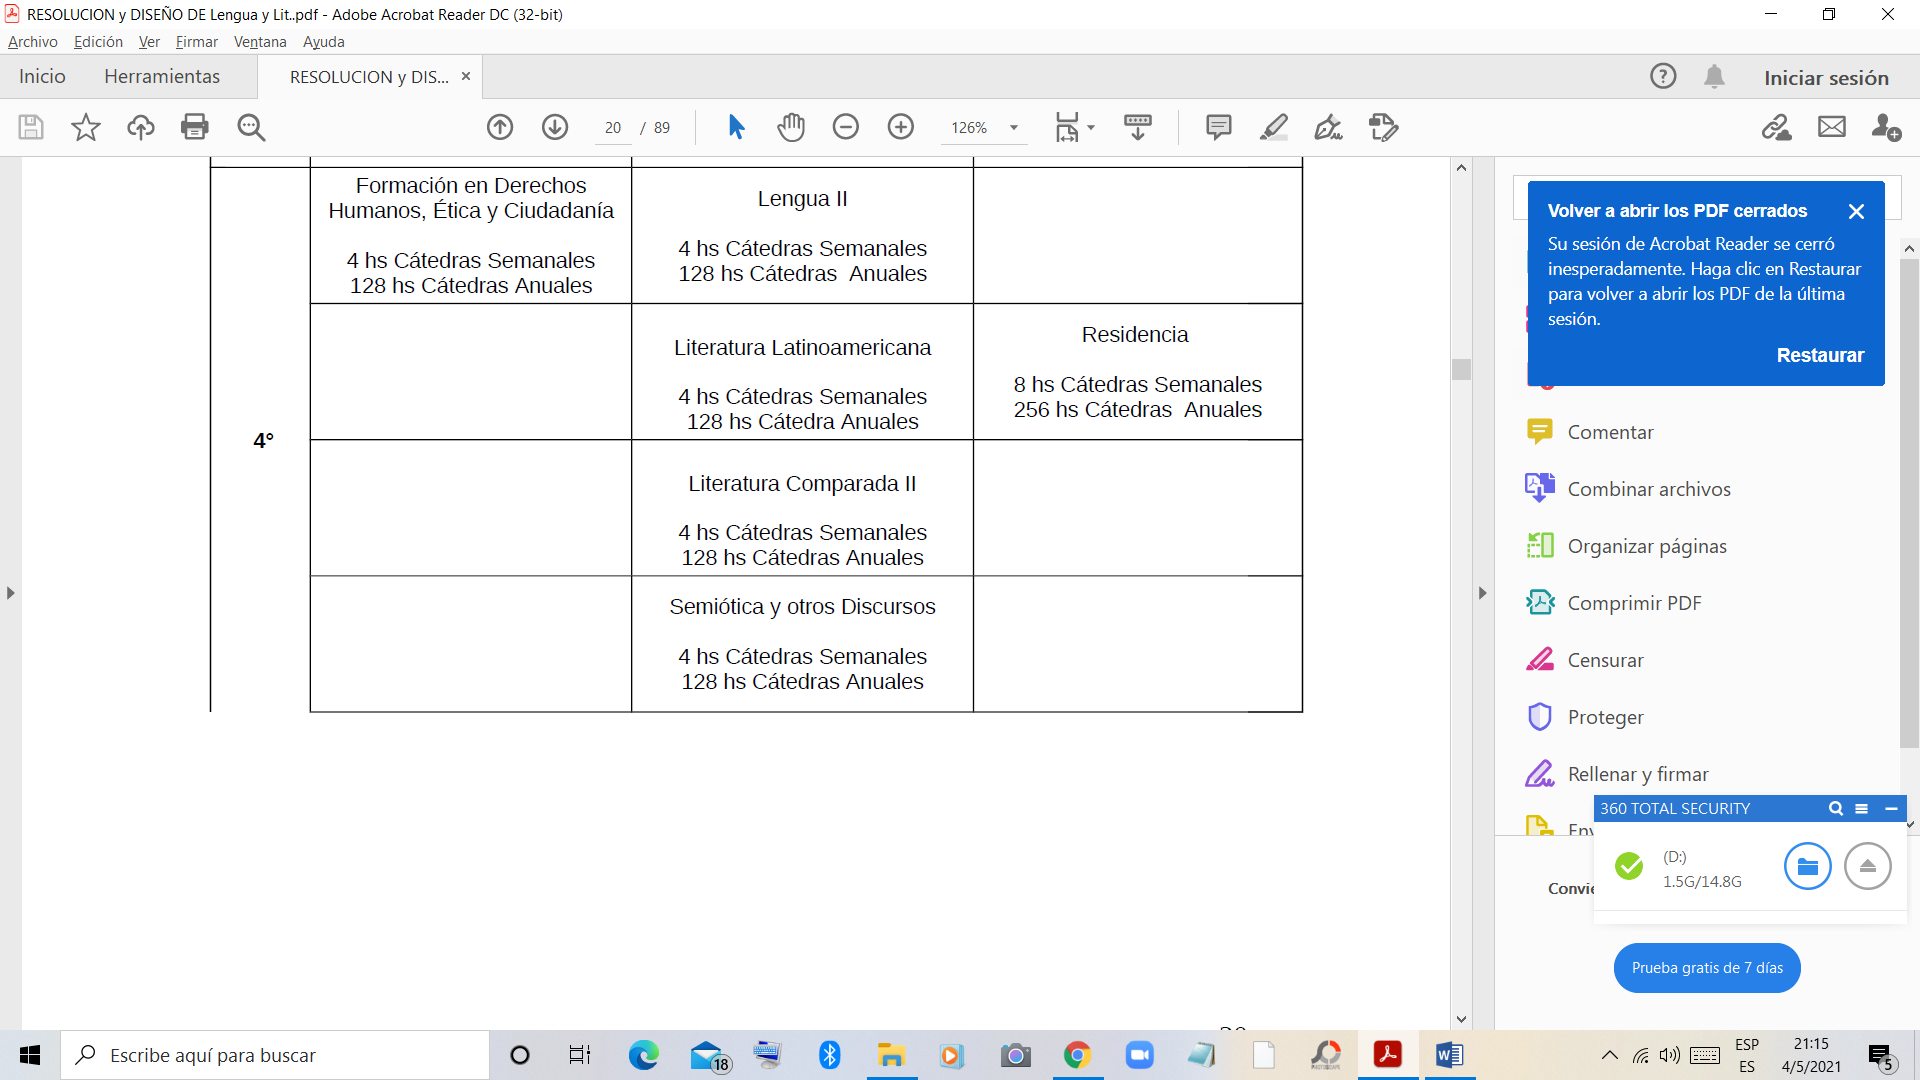 RESOLUCION y DISEÑO DE Lengua y Lit..pdf - Adobe Acrobat Reader DC (32-bit)
Archivo Edición Ver Firmar Ventana Ayuda
Inicio Herramientas RESOLUCION y DIS... × Iniciar sesión
20 / 89 126%
Formación en Derechos
Humanos, Ética y Ciudadanía
4 hs Cátedras Semanales
128 hs Cátedras Anuales
Lengua II
4 hs Cátedras Semanales
128 hs Cátedras  Anuales
4°
Literatura Latinoamericana
4 hs Cátedras Semanales
128 hs Cátedra Anuales
Residencia
8 hs Cátedras Semanales
256 hs Cátedras  Anuales
Literatura Comparada II
4 hs Cátedras Semanales
128 hs Cátedras Anuales
Semiótica y otros Discursos
4 hs Cátedras Semanales
128 hs Cátedras Anuales
Volver a abrir los PDF cerrados
Su sesión de Acrobat Reader se cerró
inesperadamente. Haga clic en Restaurar
para volver a abrir los PDF de la última
sesión.
Restaurar
Comentar
Combinar archivos
Organizar páginas
Comprimir PDF
Censurar
Proteger
Rellenar y firmar
360 TOTAL SECURITY
(D:)
1.5G/14.8G
Prueba gratis de 7 días
Escribe aquí para buscar
18
ESP
ES
21:15
4/5/2021
5